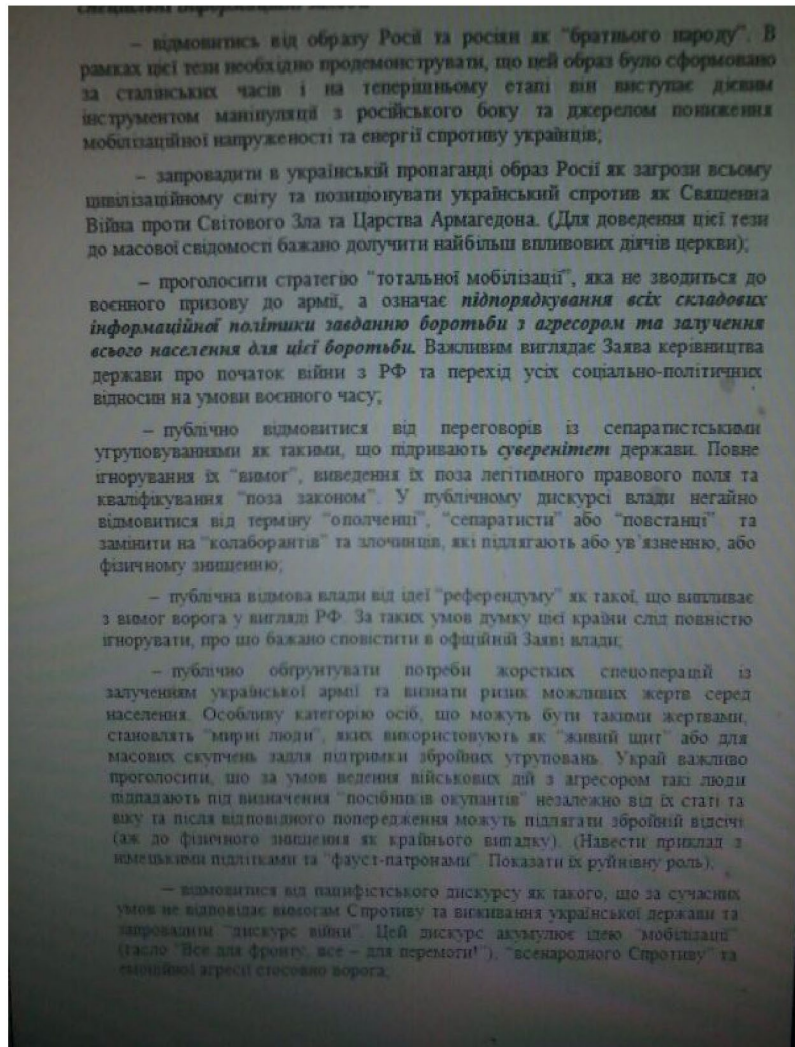 спеціальні інформаційні заходи
– відмовитись від образу Росії та росіян як “братнього народу”. В
рамках цієї тези необхідно продемонструвати, що цей образ було сформовано
за сталінських часів і на теперішньому етапі він виступає дієвим
інструментом маніпуляції з російського боку та джерелом пониження
мобілізаційної напруженості та енергії спротиву українців;
– запровадити в українській пропаганді образ Росії як загрози всьому
цивілізаційному світу та позиціонувати український спротив як Священна
Війна проти Світового Зла та Царства Армагедона. (Для доведення цієї тези
до масової свідомості бажано долучити найбільш впливових діячів церкви);
– проголосити стратегію “тотальної мобілізації”, яка не зводиться до
воєнного призову до армії, а означає підпорядкування всіх складових
інформаційної політики завданню боротьби з агресором та залучення
всього населення для цієї боротьби. Важливим виглядає Заява керівництва
держави про початок війни з РФ та перехід усіх соціально-політичних
відносин на умови воєнного часу;
– публічно відмовитися від переговорів із сепаратистськими
угруповуваннями як такими, що підривають суверенітет держави. Повне
ігнорування їх “вимог”, виведення їх поза легітимного правового поля та
кваліфікування “поза законом”. У публічному дискурсі влади негайно
відмовитися від терміну “ополченці”, “сепаратисти” або “повстанці” та
замінити на “колаборантів” та злочинців, які підлягають або ув’язненню, або
фізичному знищенню;
– публічна відмова влади від ідеї “референдуму” як такої, що випливає
з вимог ворога у вигляді РФ. За таких умов думку цієї країни слід повністю
ігнорувати, про що бажано сповістити в офіційній Заяві влади;
– публічно обґрунтувати потреби жорстких спецоперацій із
залученням української армії та визнати ризик можливих жертв серед
населення. Особливу категорію осіб, що можуть бути такими жертвами,
становлять “мирні люди”, яких використовують як “живий щит” або для
масових скупчень задля підтримки збройних угруповань. Украй важливо
проголосити, що за умов ведення військових дій з агресором такі люди
підпадають під визначення “посібників окупантів” незалежно від їх статі та
віку та після відповідного попередження можуть підлягати збройній відсічі
(аж до фізичного знищення як крайнього випадку). (Навести приклад з
німецькими підлітками та “фауст-патронами”. Показати їх руйнівну роль);
– відмовитися від пацифістського дискурсу як такого, що за сучасних
умов не відповідає вимогам Спротиву та виживання української держави та
запровадити “дискурс війни”. Цей дискурс акумулює ідею “мобілізації”
(гасло “Все для фронту, все – для перемоги!”), “всенародного Спротиву” та
емоційної агресії стосовно ворога;